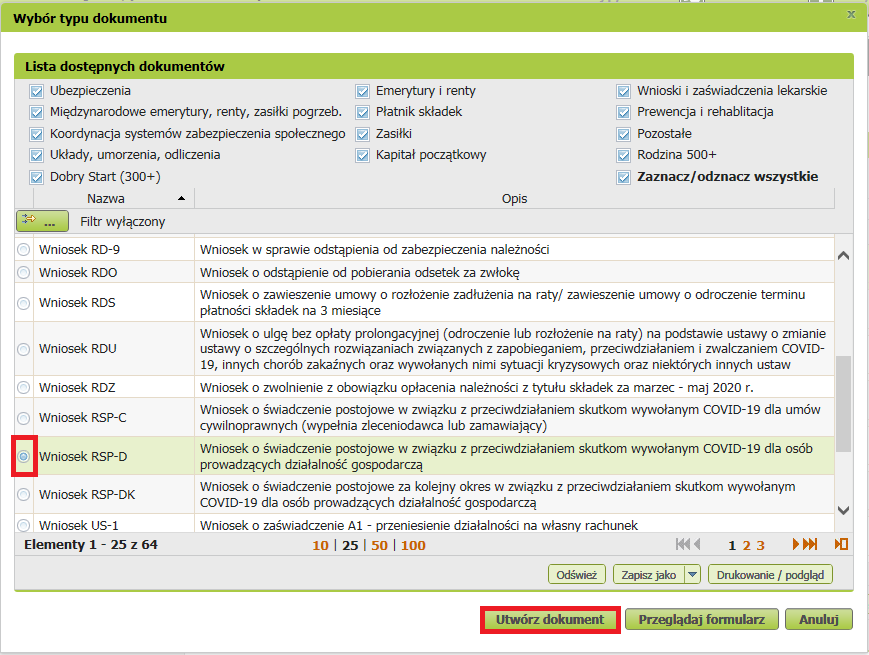 Wybór typu dokumentu
x
Lista dostępnych dokumentów
Ubezpieczenia
Emerytury i renty
Wnioski i zaświadczenia lekarskie
Międzynarodowe emerytury, renty, zasiłki pogrzeb.
Płatnik składek
Prewencja i rehablitacja
Koordynacja systemów zabezpieczenia społecznego
Zasiłki
Pozostałe
Układy, umorzenia, odliczenia
Kapitał początkowy
Rodzina 500+
Dobry Start (300+)
Zaznacz/odznacz wszystkie
Nazwa
Opis
...
Filtr wyłączony
Wniosek RD-9
Wniosek w sprawie odstąpienia od zabezpieczenia należności
Wniosek RDO
Wniosek o odstąpienie od pobierania odsetek za zwłokę
Wniosek RDS
Wniosek o zawieszenie umowy o rozłożenie zadłużenia na raty/ zawieszenie umowy o odroczenie terminu
płatności składek na 3 miesiące
Wniosek RDU
Wniosek o ulgę bez opłaty prolongacyjnej (odroczenie lub rozłożenie na raty) na podstawie ustawy o zmianie
ustawy o szczególnych rozwiązaniach związanych z zapobieganiem, przeciwdziałaniem i zwalczaniem COVID-
19, innych chorób zakaźnych oraz wywołanych nimi sytuacji kryzysowych oraz niektórych innych ustaw
Wniosek RDZ
Wniosek o zwolnienie z obowiązku opłacenia należności z tytułu składek za marzec - maj 2020 r.
Wniosek RSP-C
Wniosek o świadczenie postojowe w związku z przeciwdziałaniem skutkom wywołanym COVID-19 dla umów
cywilnoprawnych (wypełnia zleceniodawca lub zamawiający)
Wniosek RSP-D
Wniosek o świadczenie postojowe w związku z przeciwdziałaniem skutkom wywołanym COVID-19 dla osób
prowadzących działalność gospodarczą
Wniosek RSP-DK
Wniosek o świadczenie postojowe za kolejny okres w związku z przeciwdziałaniem skutkom wywołanym
COVID-19 dla osób prowadzących działalność gospodarczą
Wniosek US-1
Wniosek o zaświadczenie A1 - przeniesienie działalności na własny rachunek
Elementy 1 - 25 z 64
10 | 25 | 50 | 100
1 2 3
Odśwież
Zapisz jako
Drukowanie / podgląd
Utwórz dokument
Przeglądaj formularz
Anuluj